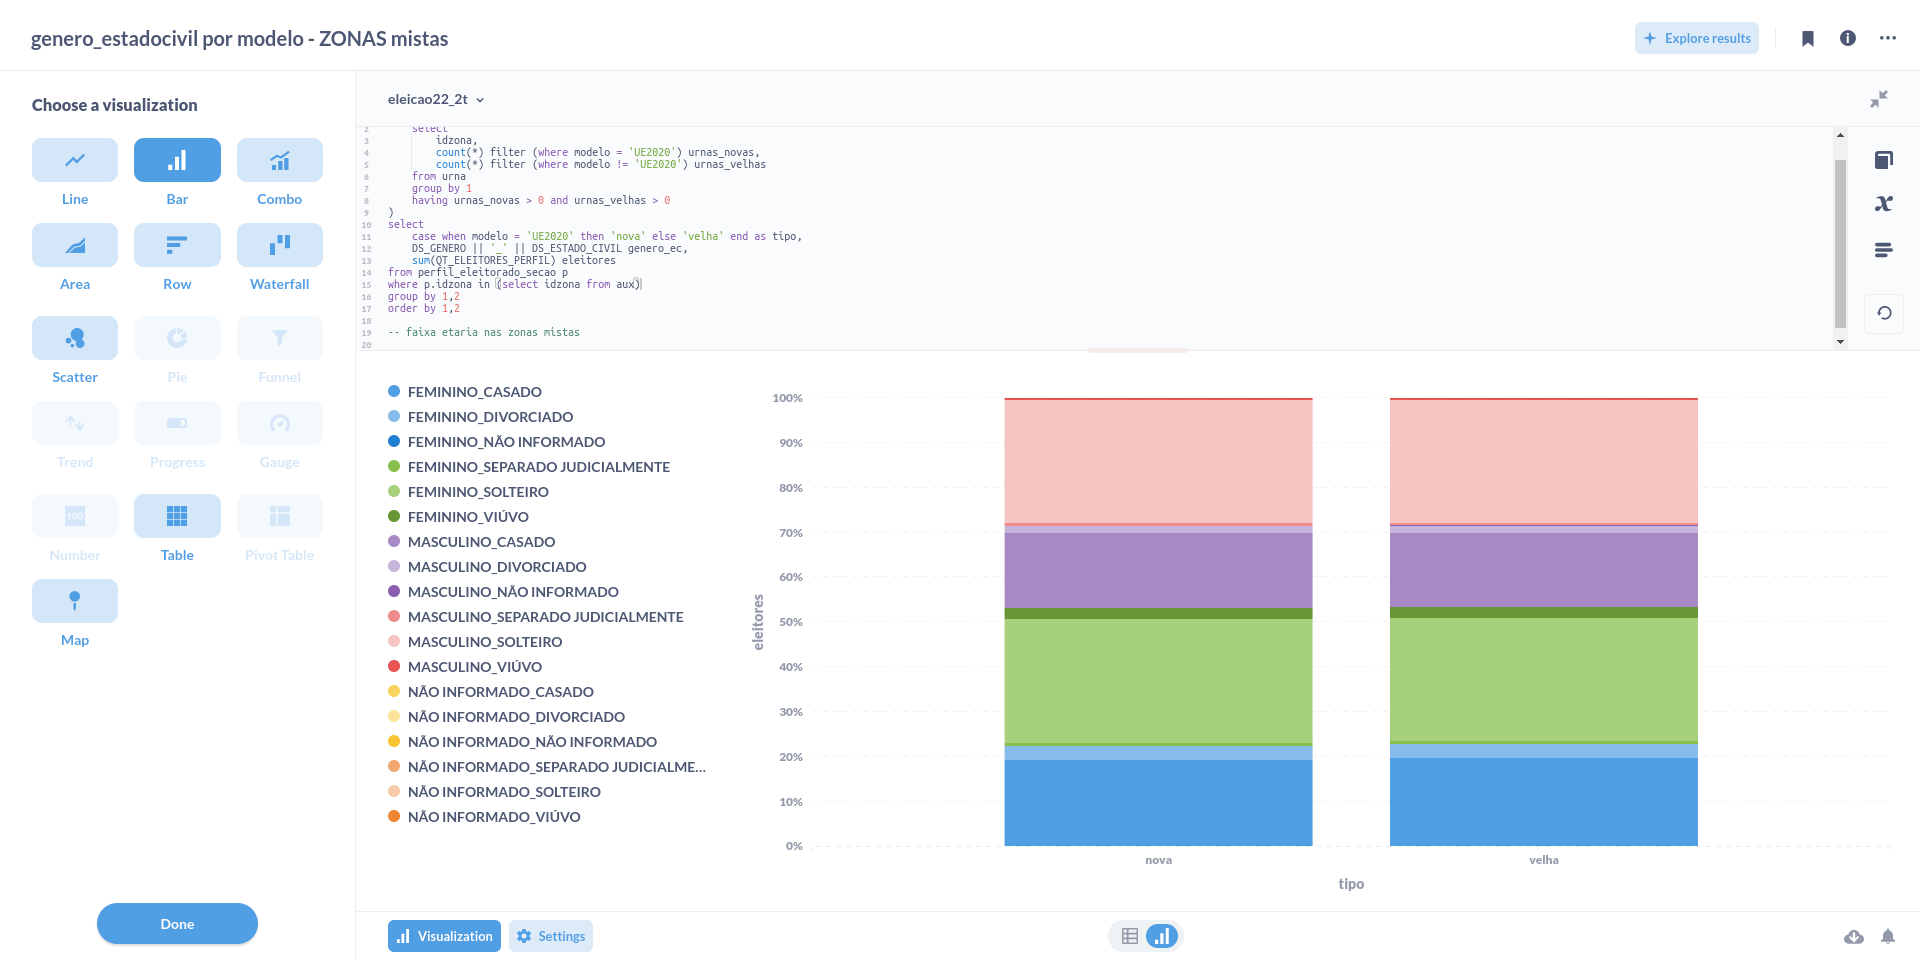 genero_estadocivil por modelo - ZONAS mistas
Explore results
Choose a visualization
Line
Bar
Combo
Area
Row
Waterfall
Scatter
Pie
Funnel
Trend
Progress
Gauge
100
Number
Table
Pivot Table
Map
Done
eleicao22_2t
2 select
3 idzona,
4 count(*) filter (where modelo = 'UE2020') urnas_novas,
5 count(*) filter (where modelo != 'UE2020') urnas_velhas
6 from urna
7 group by 1
8 having urnas_novas > 0 and urnas_velhas > 0
9 )
10 select
11 case when modelo = 'UE2020' then 'nova' else 'velha' end as tipo,
12 DS_GENERO || '_' || DS_ESTADO_CIVIL genero_ec,
13 sum(QT_ELEITORES_PERFIL) eleitores
14 from perfil_eleitorado_secao p
15 where p.idzona in (select idzona from aux)
16 group by 1,2
17 order by 1,2
18
19 -- faixa etaria nas zonas mistas
20
x
FEMININO_CASADO
FEMININO_DIVORCIADO
FEMININO_NÃO INFORMADO
FEMININO_SEPARADO JUDICIALMENTE
FEMININO_SOLTEIRO
FEMININO_VIÚVO
MASCULINO_CASADO
MASCULINO_DIVORCIADO
MASCULINO_NÃO INFORMADO
MASCULINO_SEPARADO JUDICIALMENTE
MASCULINO_SOLTEIRO
MASCULINO_VIÚVO
NÃO INFORMADO_CASADO
NÃO INFORMADO_DIVORCIADO
NÃO INFORMADO_NÃO INFORMADO
NÃO INFORMADO_SEPARADO JUDICIALME...
NÃO INFORMADO_SOLTEIRO
NÃO INFORMADO_VIÚVO
eleitores
100%
90%
80%
70%
60%
50%
40%
30%
20%
10%
0%
nova
velha
tipo
Visualization
Settings